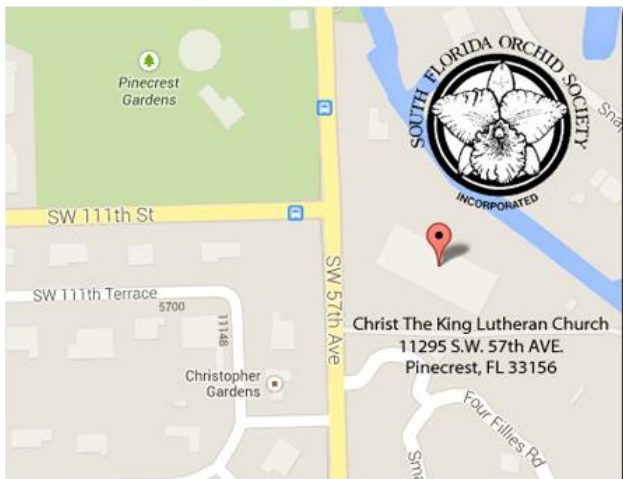 Pinecrest
Gardens
SOUTH FLORIDA ORCHID SOCIETY
INCORPORATED
SW 111th St
SW 57th Ave
SW 111th Terrace
5700
11148
Christopher
Gardens
Christ The King Lutheran Church
11295 S.W. 57th AVE.
Pinecrest, FL 33156
Four Fillies Rd